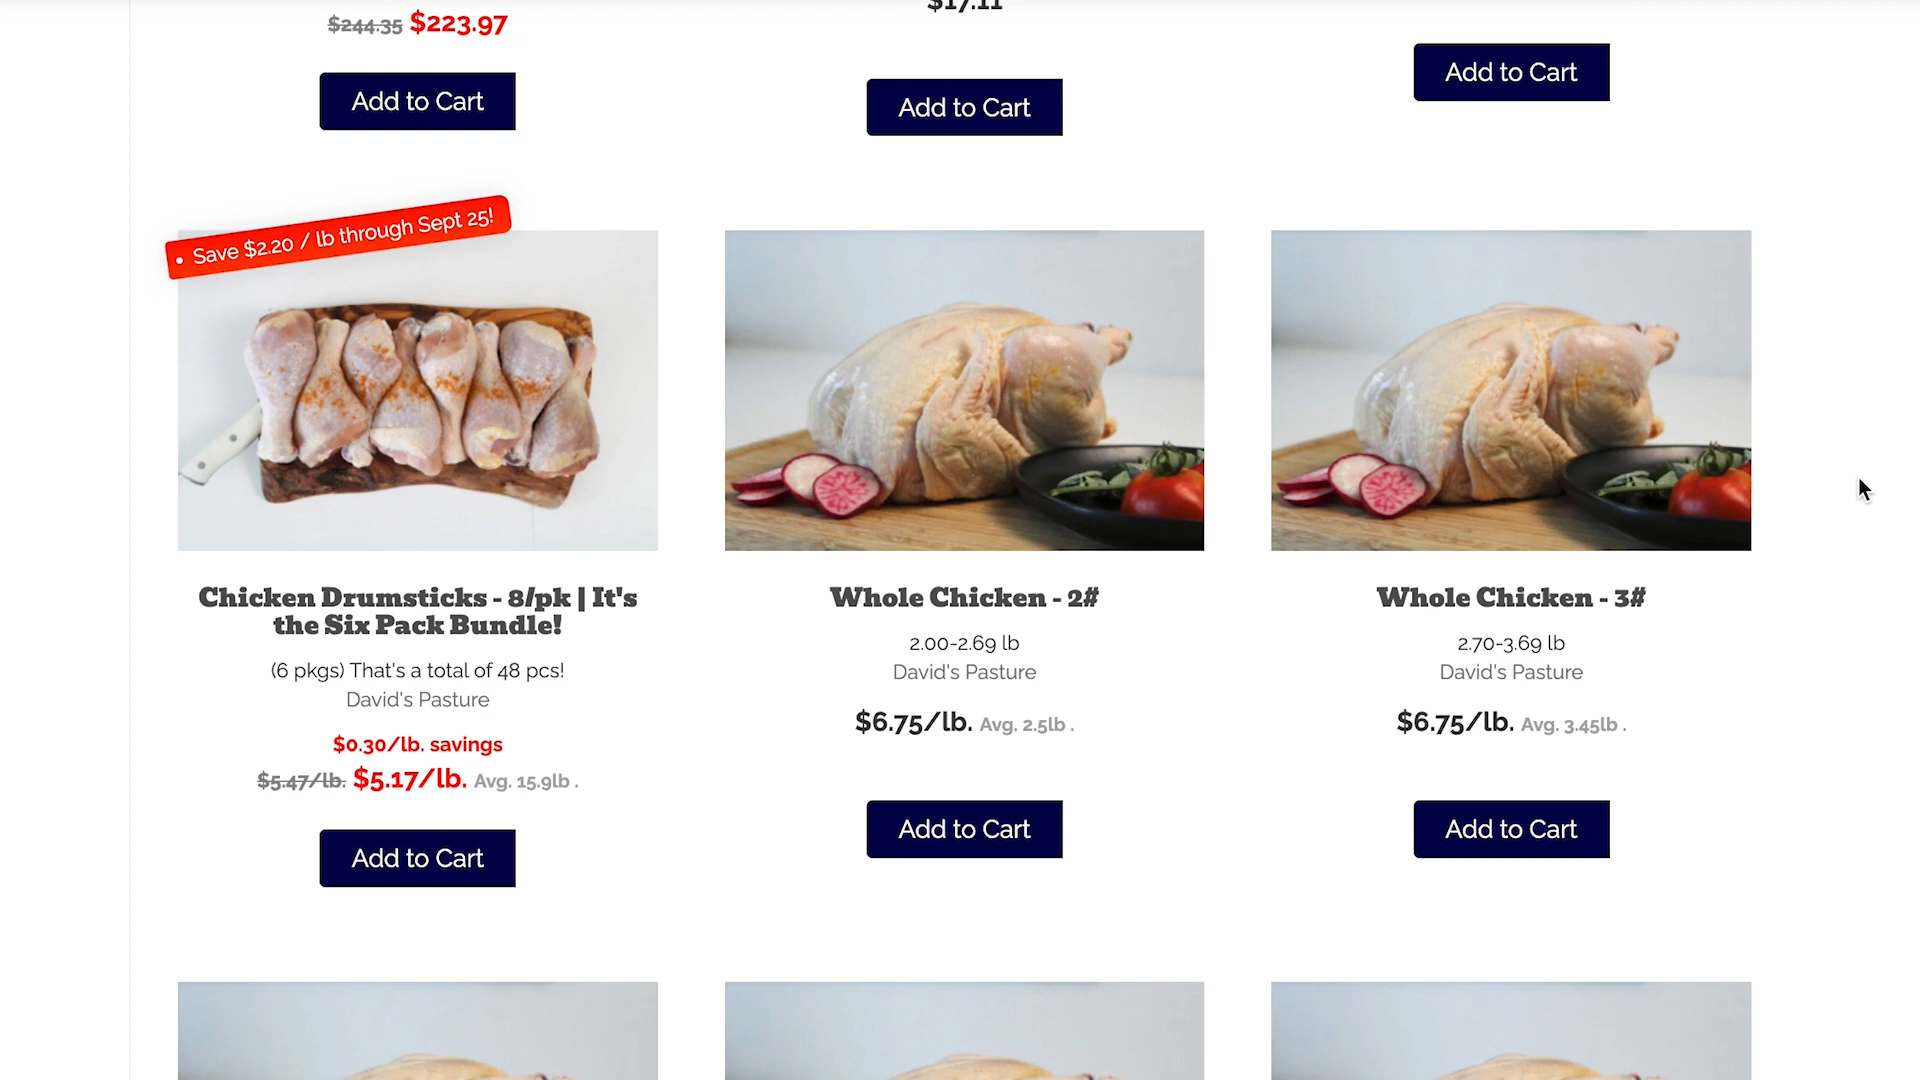 $244.35 $223.97
$17.11
Add to Cart
Add to Cart
Add to Cart
• Save $2.20 / lb through Sept 25!
Chicken Drumsticks - 8/pk | It's
the Six Pack Bundle!
(6 pkgs) That's a total of 48 pcs!
David's Pasture
$0.30/lb. savings
$5.47/lb. $5.17/lb. Avg. 15.9lb .
Add to Cart
Whole Chicken - 2#
2.00-2.69 lb
David's Pasture
$6.75/lb. Avg. 2.5lb .
Add to Cart
Whole Chicken - 3#
2.70-3.69 lb
David's Pasture
$6.75/lb. Avg. 3.45lb .
Add to Cart